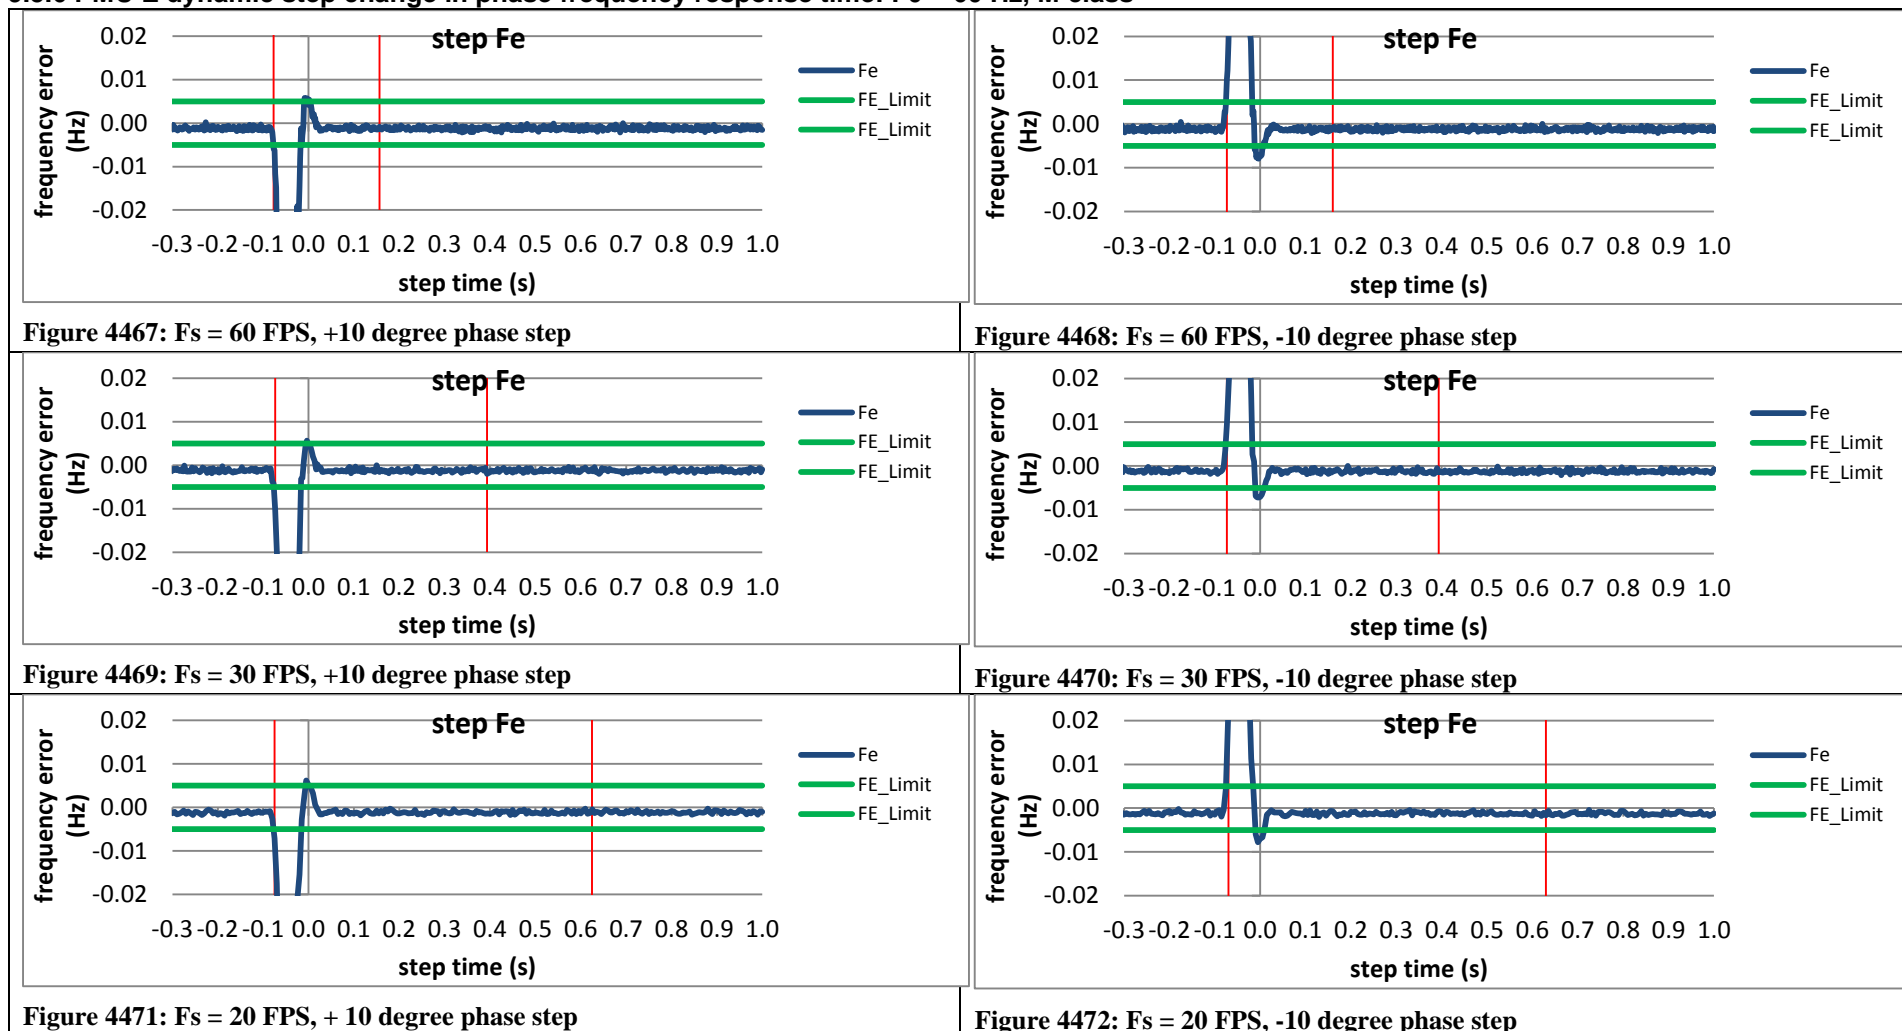 step Fe
frequency error
(Hz)
0.02
0.01
0.00
-0.01
-0.02
-0.3 -0.2 -0.1 0.0 0.1 0.2 0.3 0.4 0.5 0.6 0.7 0.8 0.9 1.0
step time (s)
Fe
FE_Limit
FE_Limit
Figure 4467: Fs = 60 FPS, +10 degree phase step
step Fe
frequency error
(Hz)
0.02
0.01
0.00
-0.01
-0.02
-0.3 -0.2 -0.1 0.0 0.1 0.2 0.3 0.4 0.5 0.6 0.7 0.8 0.9 1.0
step time (s)
Fe
FE_Limit
FE_Limit
Figure 4468: Fs = 60 FPS, -10 degree phase step
step Fe
frequency error
(Hz)
0.02
0.01
0.00
-0.01
-0.02
-0.3 -0.2 -0.1 0.0 0.1 0.2 0.3 0.4 0.5 0.6 0.7 0.8 0.9 1.0
step time (s)
Fe
FE_Limit
FE_Limit
Figure 4469: Fs = 30 FPS, +10 degree phase step
step Fe
frequency error
(Hz)
0.02
0.01
0.00
-0.01
-0.02
-0.3 -0.2 -0.1 0.0 0.1 0.2 0.3 0.4 0.5 0.6 0.7 0.8 0.9 1.0
step time (s)
Fe
FE_Limit
FE_Limit
Figure 4470: Fs = 30 FPS, -10 degree phase step
step Fe
frequency error
(Hz)
0.02
0.01
0.00
-0.01
-0.02
-0.3 -0.2 -0.1 0.0 0.1 0.2 0.3 0.4 0.5 0.6 0.7 0.8 0.9 1.0
step time (s)
Fe
FE_Limit
FE_Limit
Figure 4471: Fs = 20 FPS, + 10 degree phase step
step Fe
frequency error
(Hz)
0.02
0.01
0.00
-0.01
-0.02
-0.3 -0.2 -0.1 0.0 0.1 0.2 0.3 0.4 0.5 0.6 0.7 0.8 0.9 1.0
step time (s)
Fe
FE_Limit
FE_Limit
Figure 4472: Fs = 20 FPS, -10 degree phase step